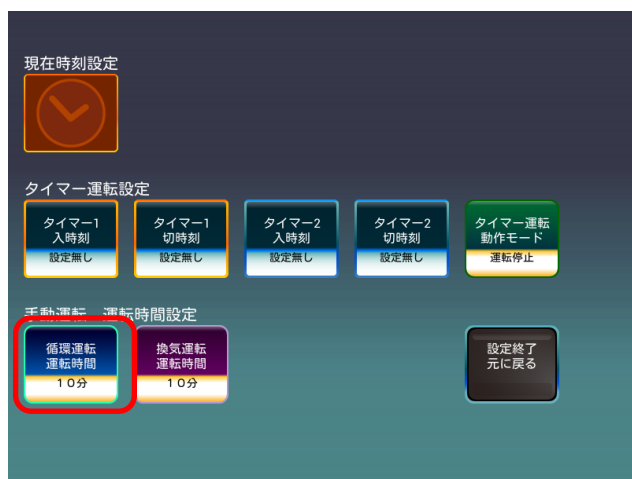 現在時刻設定
タイマー運転設定
タイマー1
入時刻
設定無し
タイマー1
切時刻
設定無し
タイマー2
入時刻
設定無し
タイマー2
切時刻
設定無し
タイマー運転
動作モード
運転停止
手動運転　運転時間設定
循環運転
運転時間
１０分
換気運転
運転時間
１０分
設定終了
元に戻る